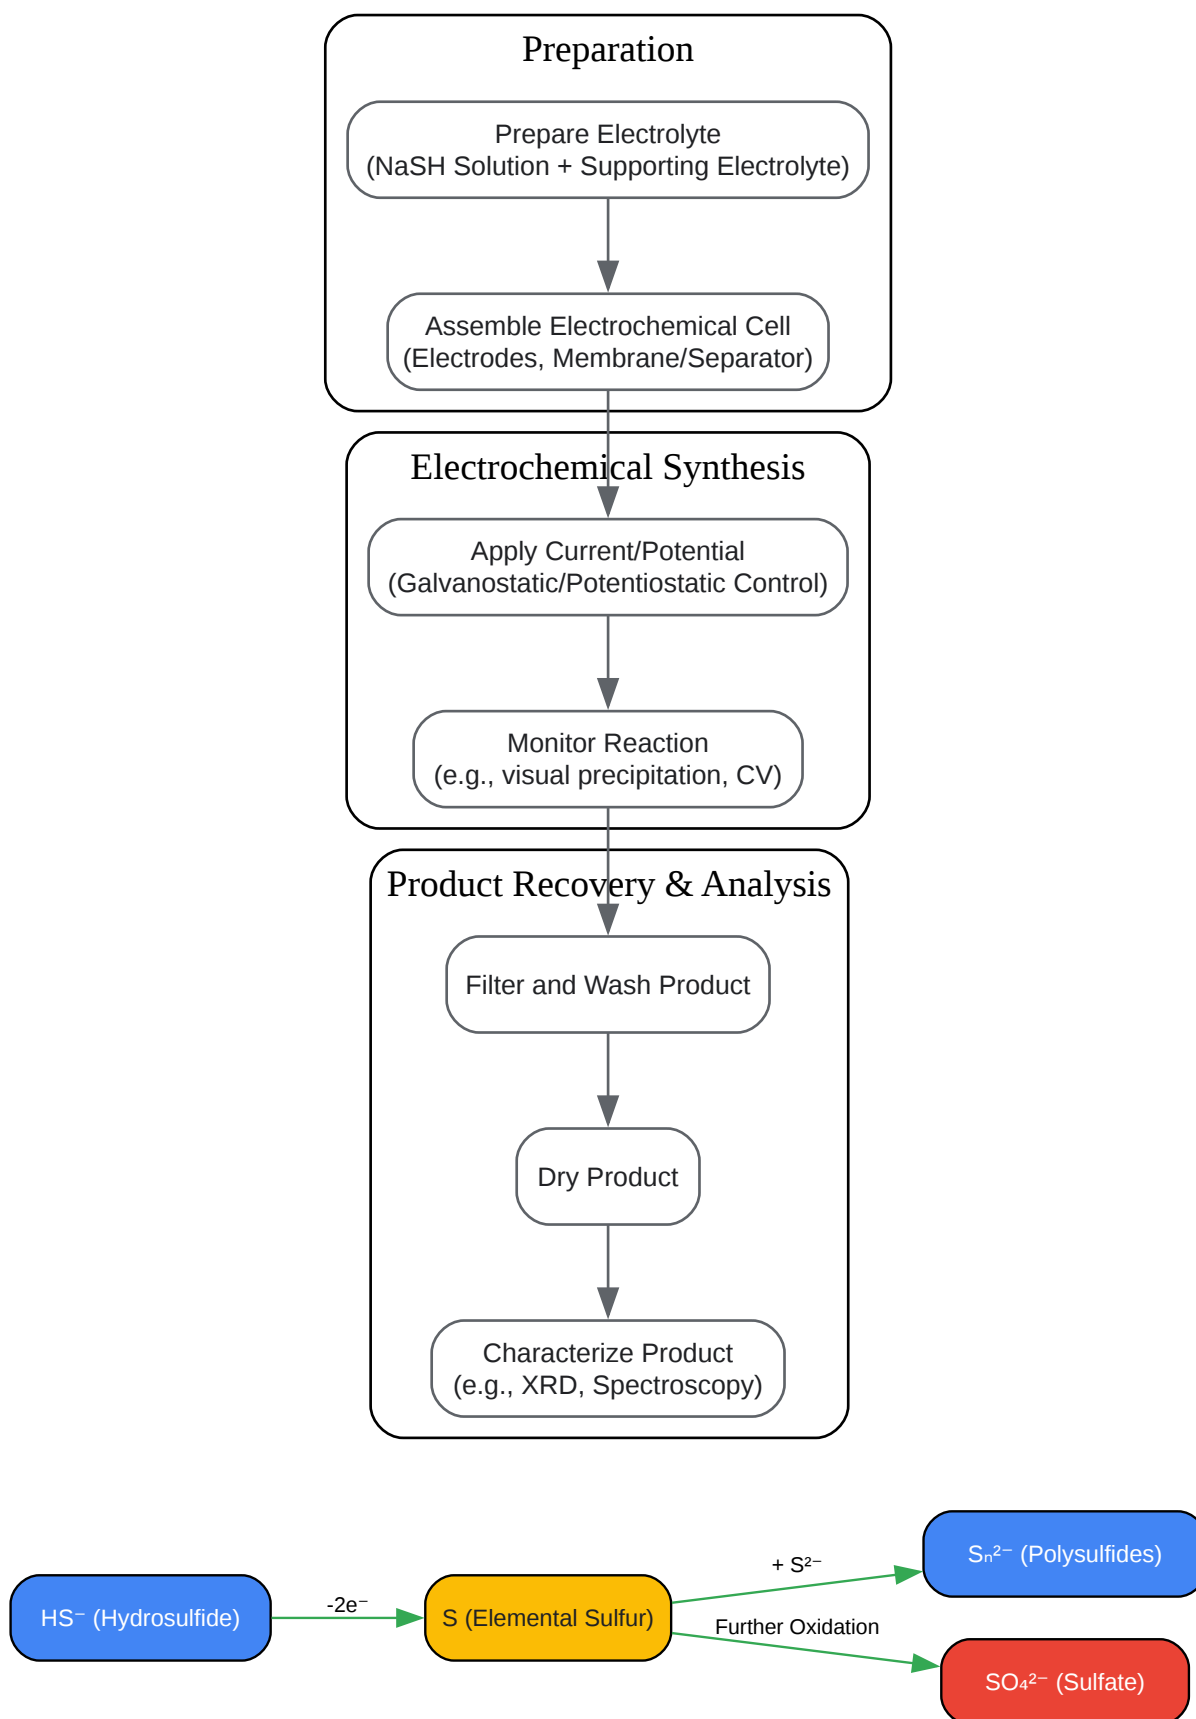 Preparation
Prepare Electrolyte
(NaSH Solution + Supporting Electrolyte)
Assemble Electrochemical Cell
(Electrodes, Membrane/Separator)
Electrochemical Synthesis
Apply Current/Potential
(Galvanostatic/Potentiostatic Control)
Monitor Reaction
(e.g., visual precipitation, CV)
Product Recovery & Analysis
Filter and Wash Product
Dry Product
Characterize Product
(e.g., XRD, Spectroscopy)
HS⁻ (Hydrosulfide)
-2e⁻
S (Elemental Sulfur)
+ S²⁻
Sₙ²⁻ (Polysulfides)
Further Oxidation
SO₄²⁻ (Sulfate)